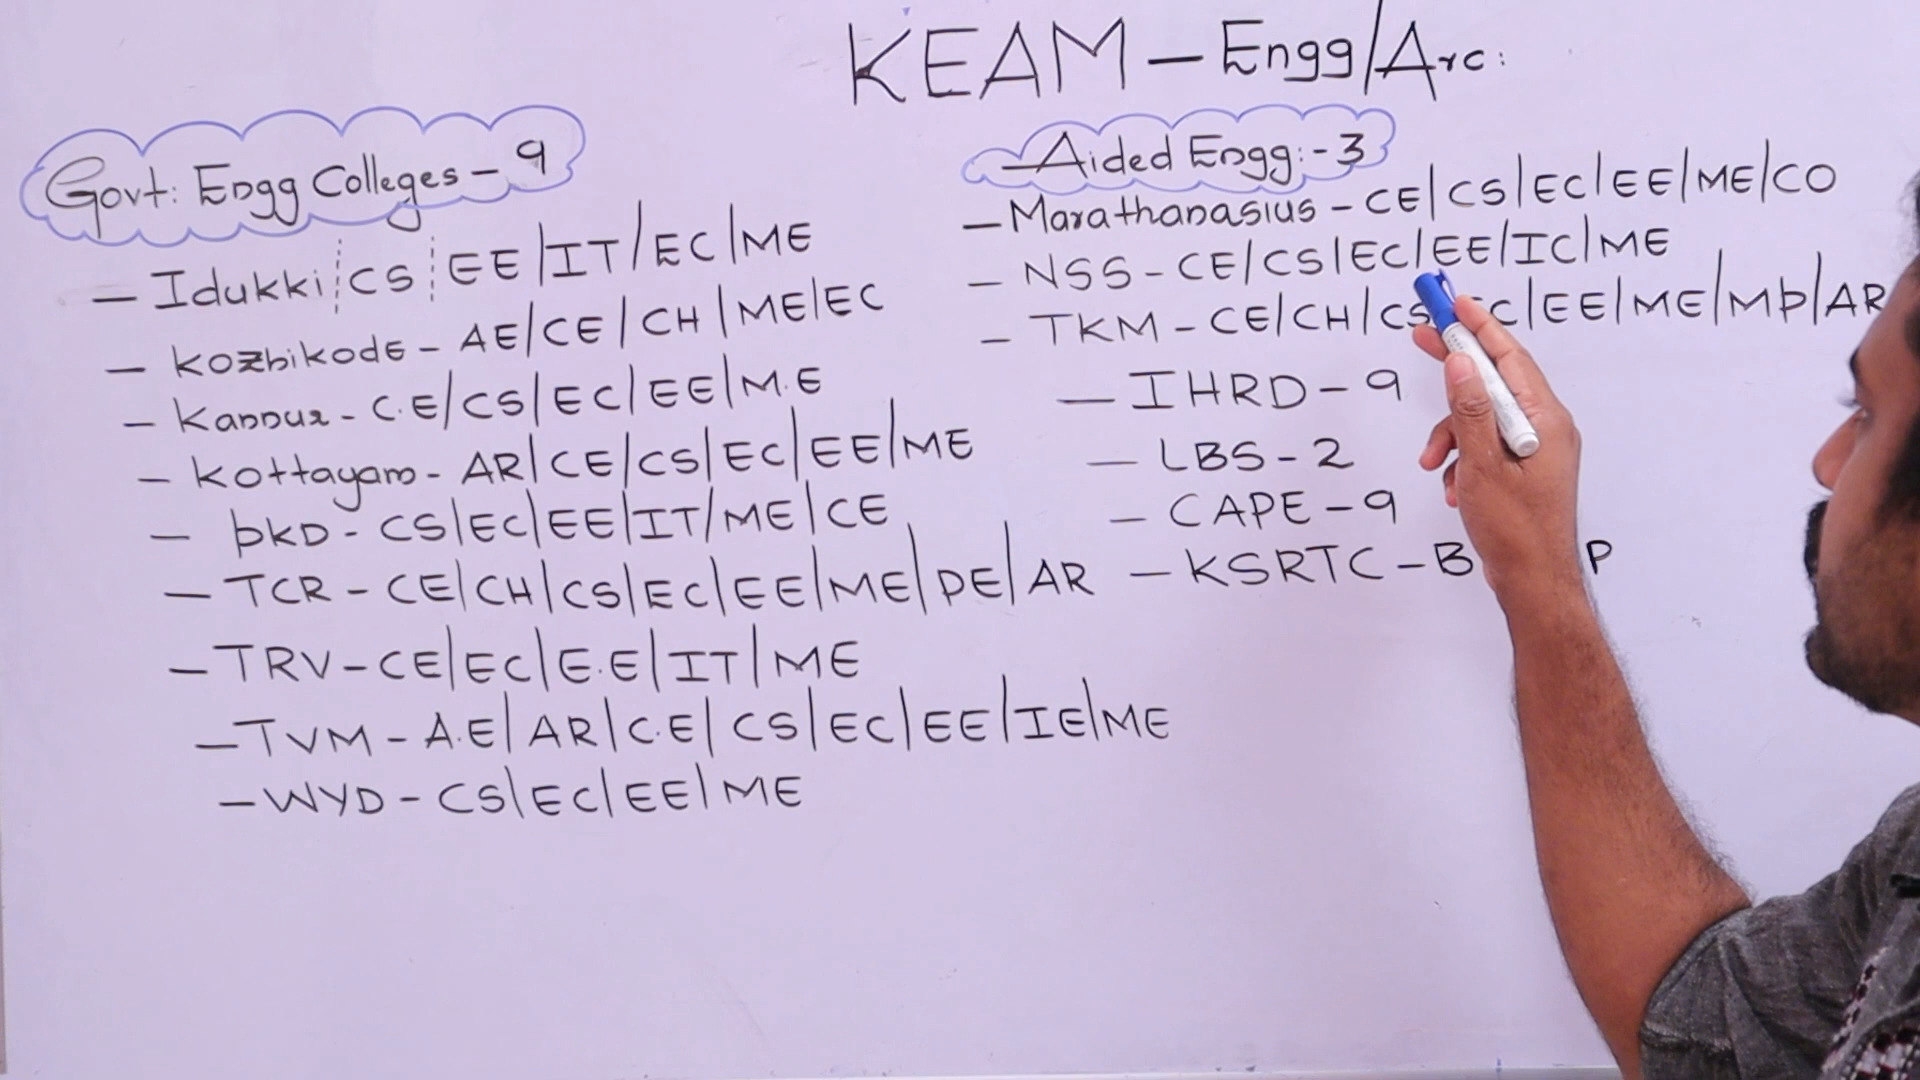 KEAM – Engg/Arc:
Govt: Engg Colleges – 9
– Idukki CS EE/IT/EC/ME
– Kozhikode – AE/CE/CH/ME/EC
– Kannur – C.E/CS/EC/EE/M.E
– Kottayam – AR/CE/CS/EC/EE/ME
– PKD – CS/EC/EE/IT/ME/CE
– TCR – CE/CH/CS/EC/EE/ME/PE/AR
– TRV – CE/EC/E.E/IT/ME
– TVM – A.E/AR/C.E/CS/EC/EE/IE/ME
– WYD – CS/EC/EE/ME
Aided Engg: - 3
– Marathanasius – CE/CS/EC/EE/ME/CO
– NSS – CE/CS/EC/EE/IC/ME
– TKM – CE/CH/CS C/EE/ME/MP/AR
– IHRD – 9
– LBS – 2
– CAPE – 9
– KSRTC –